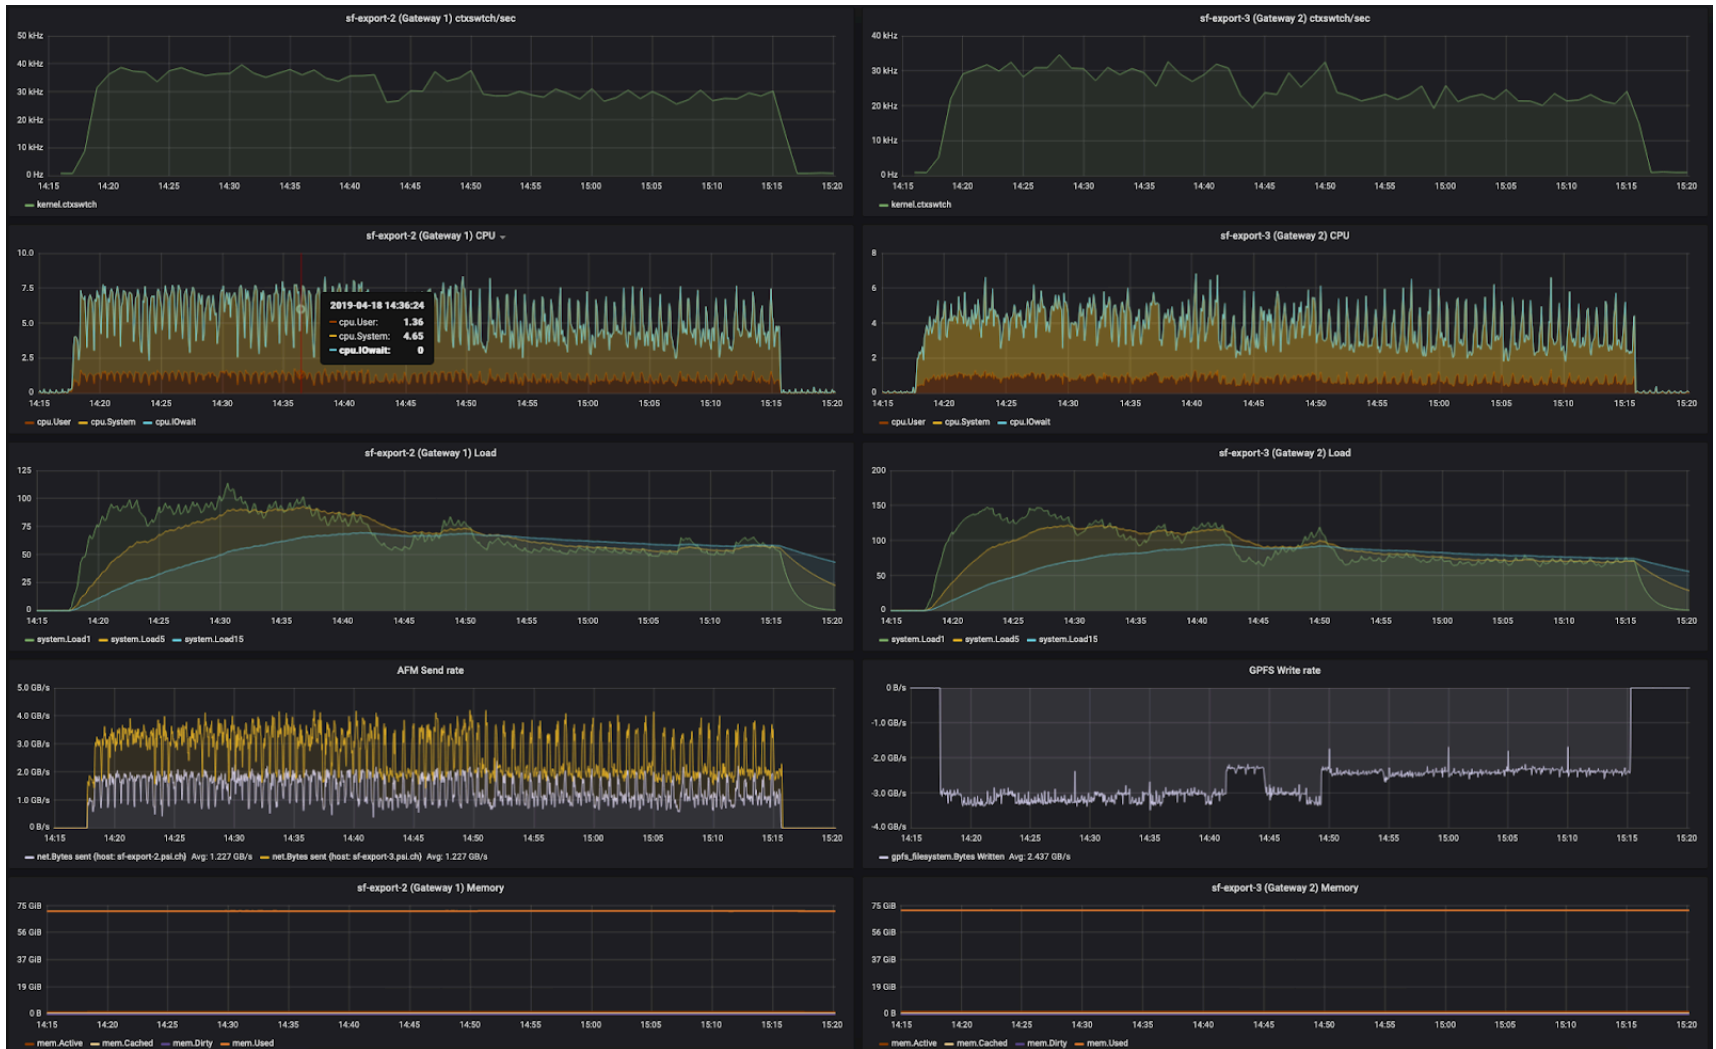 sf-export-2 (Gateway 1) ctxswtch/sec
50 kHz
40 kHz
30 kHz
20 kHz
10 kHz
0 Hz
14:15 14:20 14:25 14:30 14:35 14:40 14:45 14:50 14:55 15:00 15:05 15:10 15:15 15:20
kernel.ctxswtch
sf-export-3 (Gateway 2) ctxswtch/sec
40 kHz
30 kHz
20 kHz
10 kHz
0 Hz
14:15 14:20 14:25 14:30 14:35 14:40 14:45 14:50 14:55 15:00 15:05 15:10 15:15 15:20
kernel.ctxswtch
sf-export-2 (Gateway 1) CPU
10.0
7.5
5.0
2.5
0
2019-04-18 14:36:24
cpu.User: 1.36
cpu.System: 4.65
cpu.IOwait: 0
14:15 14:20 14:25 14:30 14:35 14:40 14:45 14:50 14:55 15:00 15:05 15:10 15:15 15:20
cpu.User cpu.System cpu.IOwait
sf-export-3 (Gateway 2) CPU
8
6
4
2
0
14:15 14:20 14:25 14:30 14:35 14:40 14:45 14:50 14:55 15:00 15:05 15:10 15:15 15:20
cpu.User cpu.System cpu.IOwait
sf-export-2 (Gateway 1) Load
125
100
75
50
25
0
14:15 14:20 14:25 14:30 14:35 14:40 14:45 14:50 14:55 15:00 15:05 15:10 15:15 15:20
system.Load1 system.Load5 system.Load15
sf-export-3 (Gateway 2) Load
200
150
100
50
0
14:15 14:20 14:25 14:30 14:35 14:40 14:45 14:50 14:55 15:00 15:05 15:10 15:15 15:20
system.Load1 system.Load5 system.Load15
AFM Send rate
5.0 GB/s
4.0 GB/s
3.0 GB/s
2.0 GB/s
1.0 GB/s
0 B/s
14:15 14:20 14:25 14:30 14:35 14:40 14:45 14:50 14:55 15:00 15:05 15:10 15:15 15:20
net.Bytes sent {host: sf-export-2.psi.ch} Avg: 1.227 GB/s net.Bytes sent {host: sf-export-3.psi.ch} Avg: 1.227 GB/s
GPFS Write rate
0 B/s
-1.0 GB/s
-2.0 GB/s
-3.0 GB/s
-4.0 GB/s
14:15 14:20 14:25 14:30 14:35 14:40 14:45 14:50 14:55 15:00 15:05 15:10 15:15 15:20
gpfs_filesystem.Bytes Written Avg: 2.437 GB/s
sf-export-2 (Gateway 1) Memory
75 GiB
56 GiB
37 GiB
19 GiB
0 B
14:15 14:20 14:25 14:30 14:35 14:40 14:45 14:50 14:55 15:00 15:05 15:10 15:15 15:20
mem.Active mem.Cached mem.Dirty mem.Used
sf-export-3 (Gateway 2) Memory
75 GiB
56 GiB
37 GiB
19 GiB
0 B
14:15 14:20 14:25 14:30 14:35 14:40 14:45 14:50 14:55 15:00 15:05 15:10 15:15 15:20
mem.Active mem.Cached mem.Dirty mem.Used